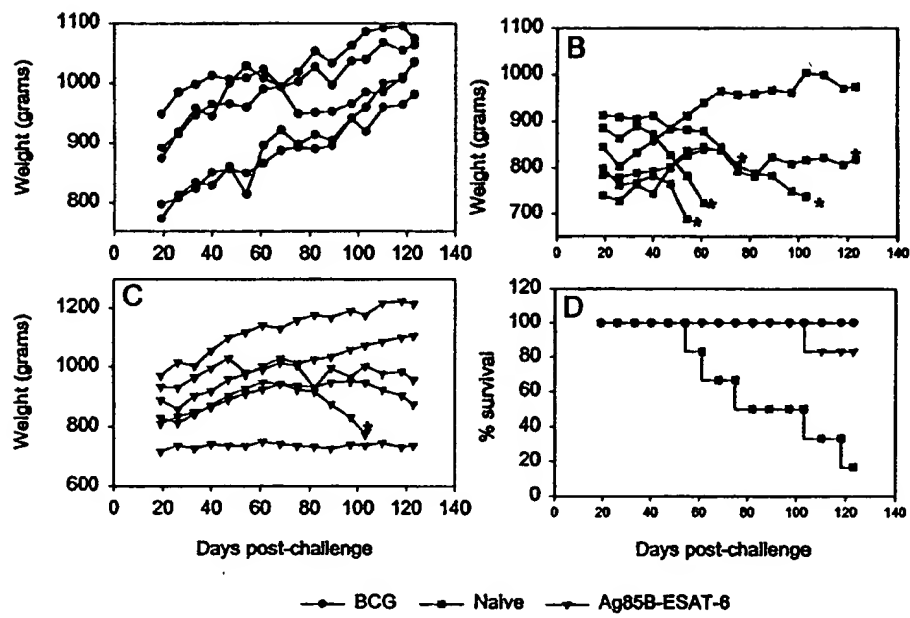 1100
1000
900
800
Weight (grams)
0 20 40 60 80 100 120 140
B
1100
1000
900
800
700
Weight (grams)
* * * * *
0 20 40 60 80 100 120 140
C
1200
1000
800
600
Weight (grams)
*
0 20 40 60 80 100 120 140
Days post-challenge
D
120
100
80
60
40
20
0
% survival
0 20 40 60 80 100 120 140
Days post-challenge
BCG Naive Ag85B-ESAT-6